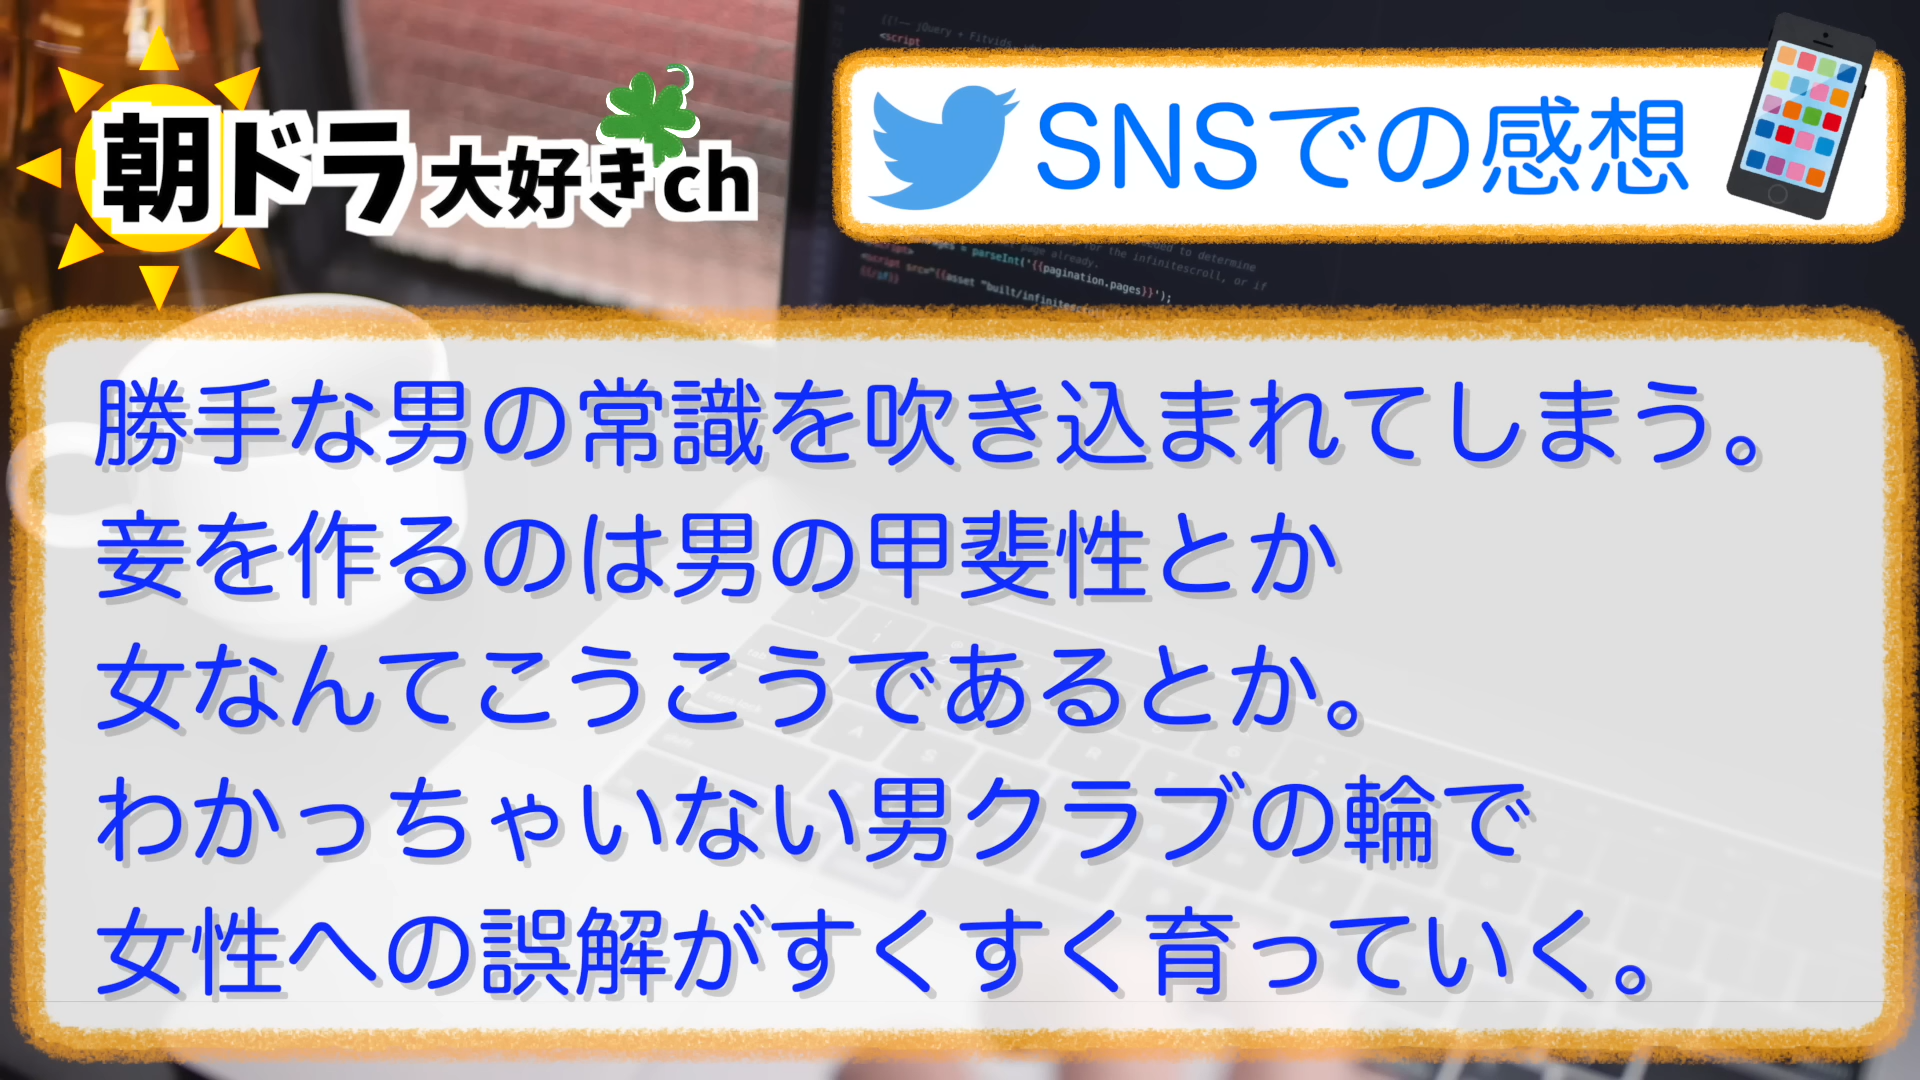 朝ドラ大好きch
SNSでの感想
勝手な男の常識を吹き込まれてしまう。
妾を作るのは男の甲斐性とか
女なんてこうこうであるとか。
わかっちゃいない男クラブの輪で
女性への誤解がすくすく育っていく。